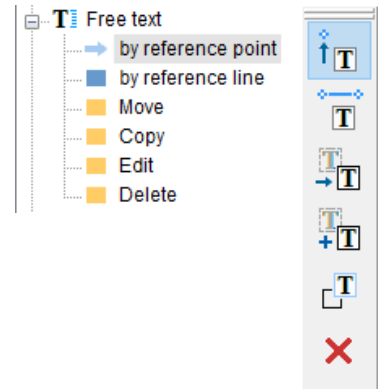 T Free text
by reference point
by reference line
Move
Copy
Edit
Delete
T
T
T T
T T
T